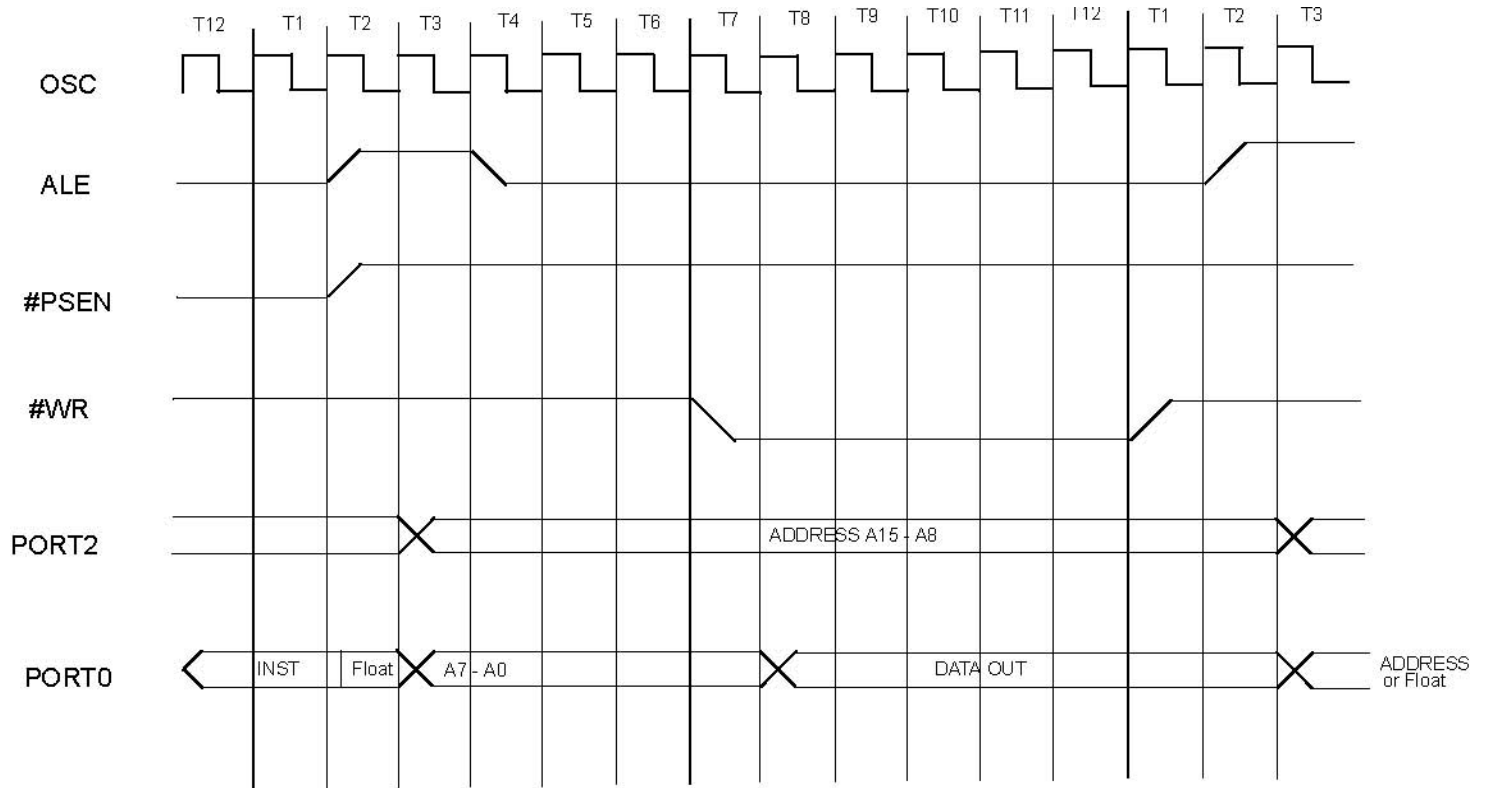 T12 T1 T2 T3 T4 T5 T6 T7 T8 T9 T10 T11 T12 T1 T2 T3
OSC
ALE
#PSEN
#WR
PORT2 ADDRESS A15 - A8
PORT0 INST Float A7 - A0 DATA OUT ADDRESS
or Float